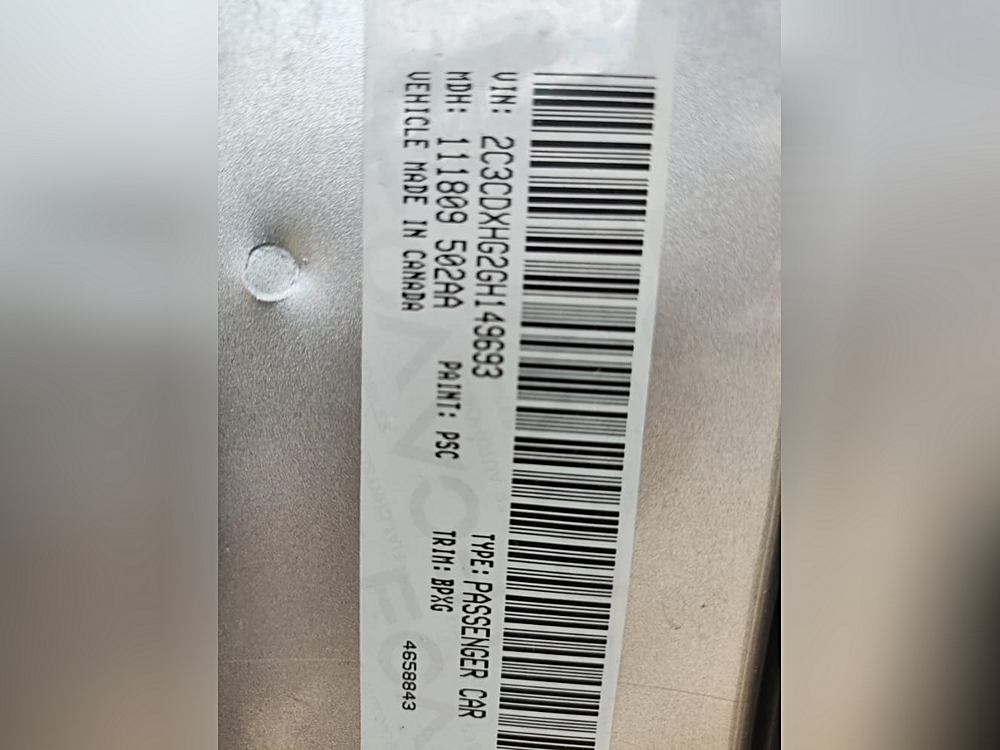 VIN: 2C3CDXHG2GH149693 TYPE: PASSENGER CAR
MDH: 111809 502AA PAINT: PSC TRIM: BPXG
VEHICLE MADE IN CANADA 4658843